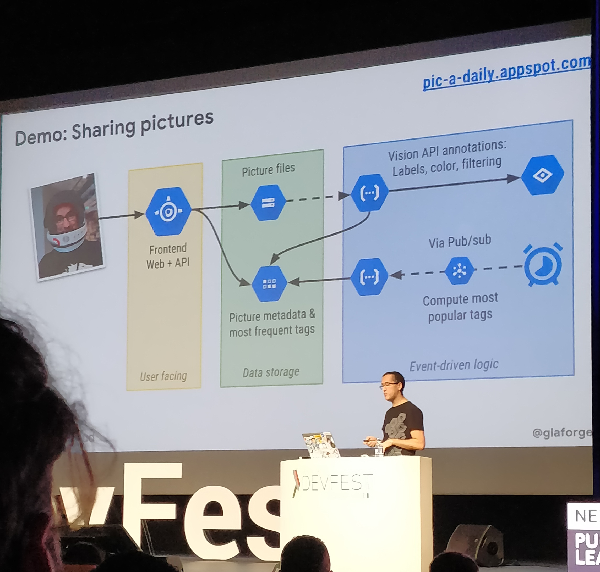 pic-a-daily.appspot.com
Demo: Sharing pictures
Picture files
Vision API annotations:
Labels, color, filtering
Frontend
Web + API
Via Pub/sub
Picture metadata &
most frequent tags
Compute most
popular tags
User facing
Data storage
Event-driven logic
@glaforge
DEVFEST
vFes
NE
PU
LEA